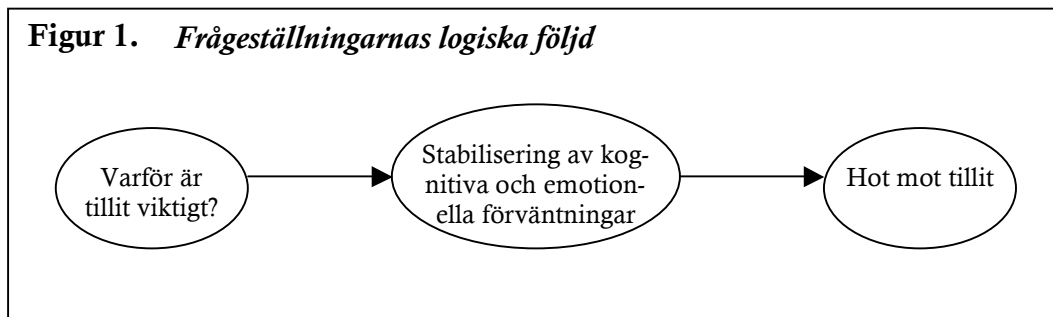 Figur 1. Frågeställningarnas logiska följd
Varför är
tillit viktigt?
Stabilisering av kog-
nitiva och emotion-
ella förväntningar
Hot mot tillit